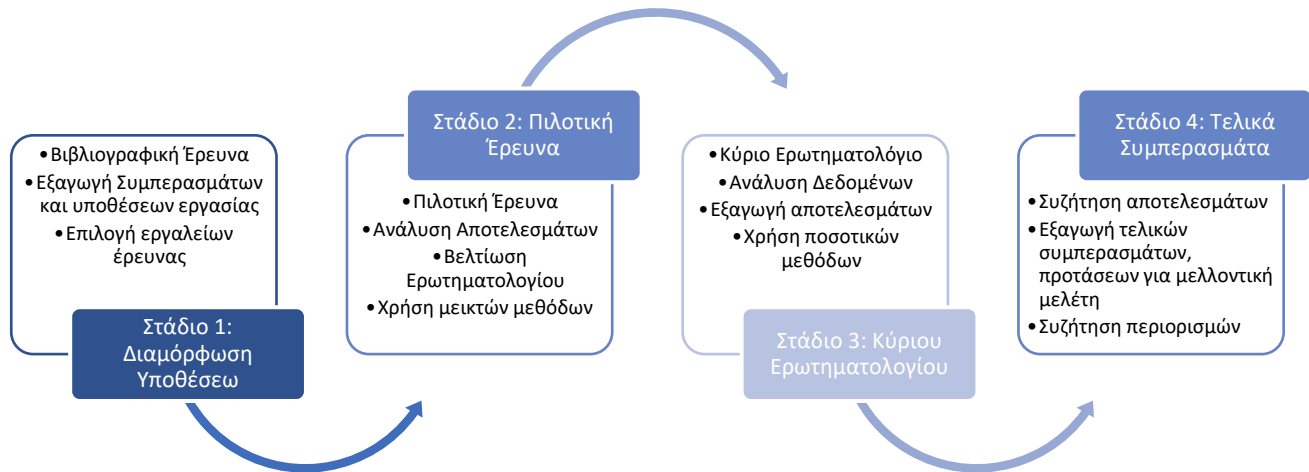 • Βιβλιογραφική Έρευνα
• Εξαγωγή Συμπερασμάτων
και υποθέσεων εργασίας
• Επιλογή εργαλείων
έρευνας
Στάδιο 1:
Διαμόρφωση
Υποθέσεω
Στάδιο 2: Πιλοτική
Έρευνα
• Πιλοτική Έρευνα
• Ανάλυση Αποτελεσμάτων
• Βελτίωση
Ερωτηματολογίου
• Χρήση μεικτών μεθόδων
• Κύριο Ερωτηματολόγιο
• Ανάλυση Δεδομένων
• Εξαγωγή αποτελεσμάτων
• Χρήση ποσοτικών
μεθόδων
Στάδιο 3: Κύριου
Ερωτηματολογίου
Στάδιο 4: Τελικά
Συμπερασμάτα
• Συζήτηση αποτελεσμάτων
• Εξαγωγή τελικών
συμπερασμάτων,
προτάσεων για μελλοντική
μελέτη
• Συζήτηση περιορισμών